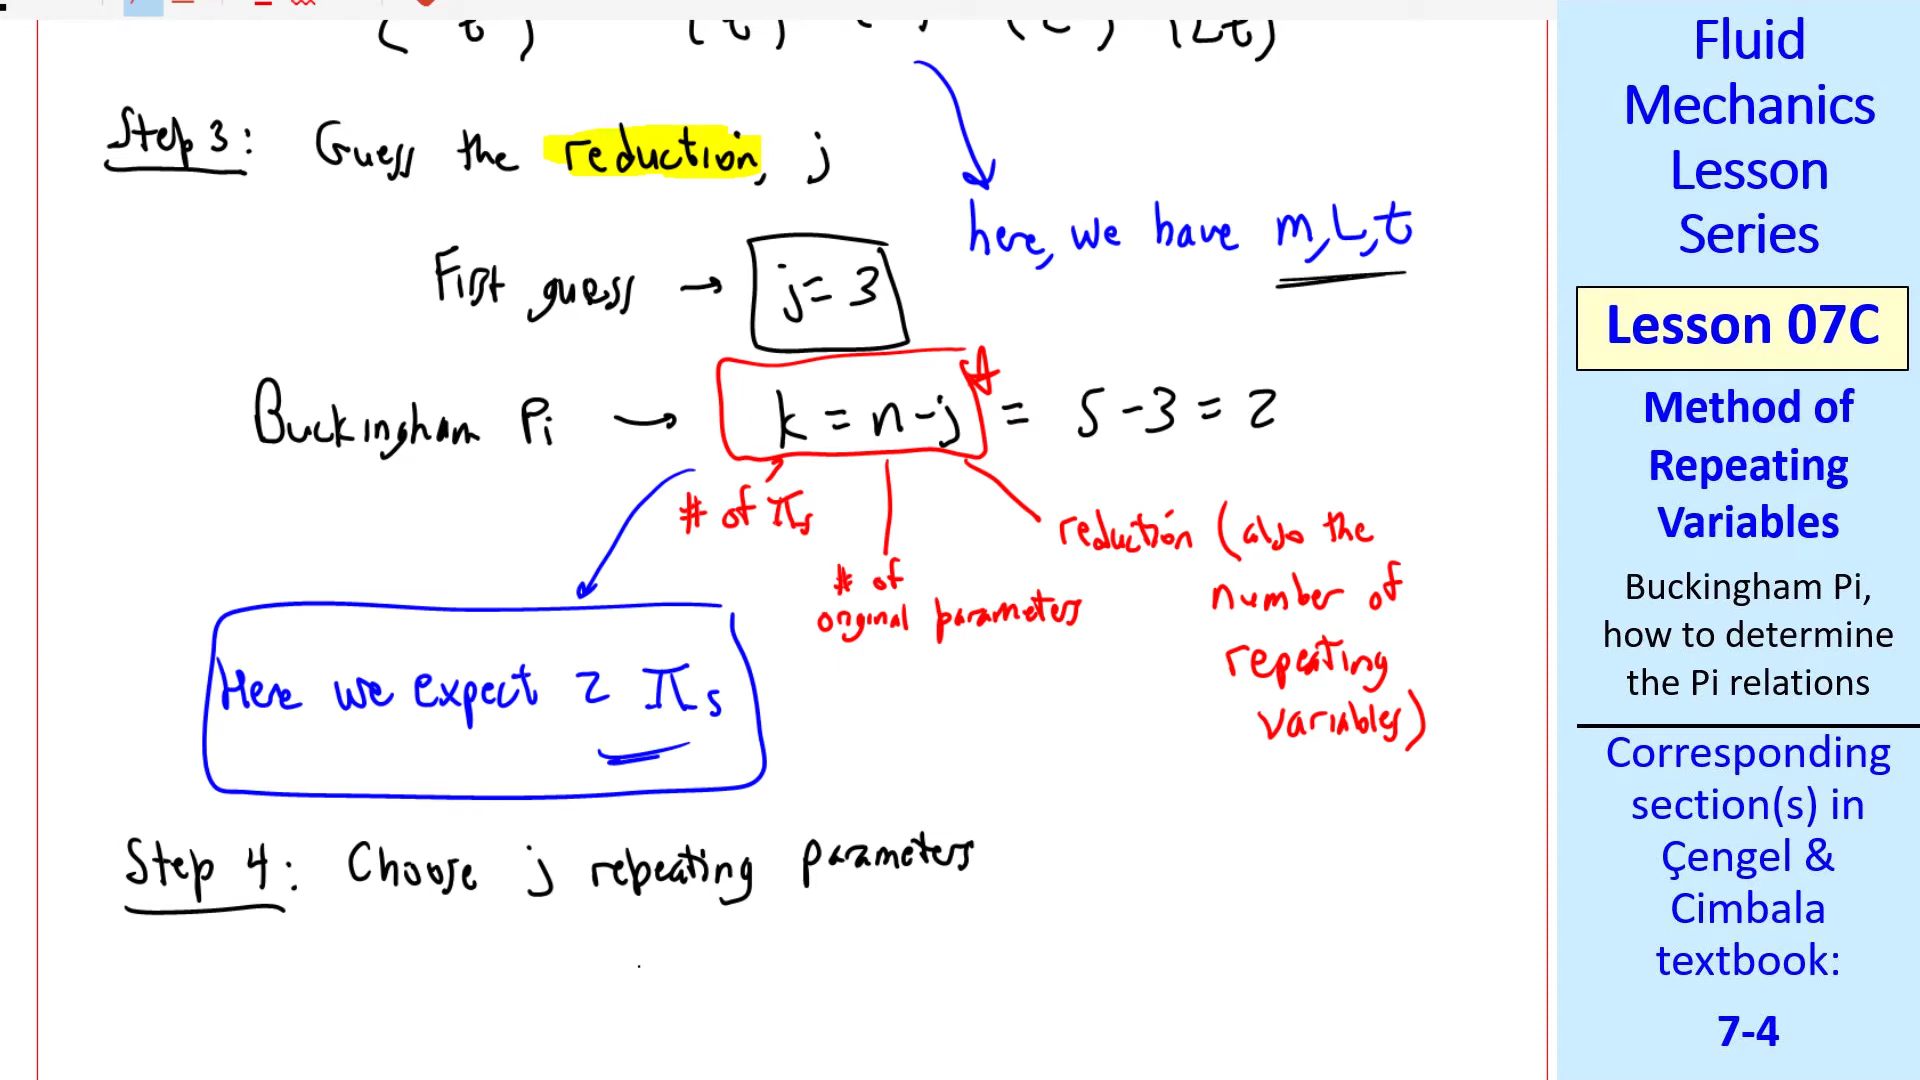 Step 3: Guess the reduction, j
here, we have m, L, t
First guess → j = 3
Buckingham Pi → k = n - j = 5 - 3 = 2
# of πs
# of
original parameters
reduction (also the
number of
repeating
variables)
Here we expect 2 πs
Step 4: Choose j repeating parameters
Fluid
Mechanics
Lesson
Series
Lesson 07C
Method of
Repeating
Variables
Buckingham Pi,
how to determine
the Pi relations
Corresponding
section(s) in
Çengel &
Cimbala
textbook:
7-4